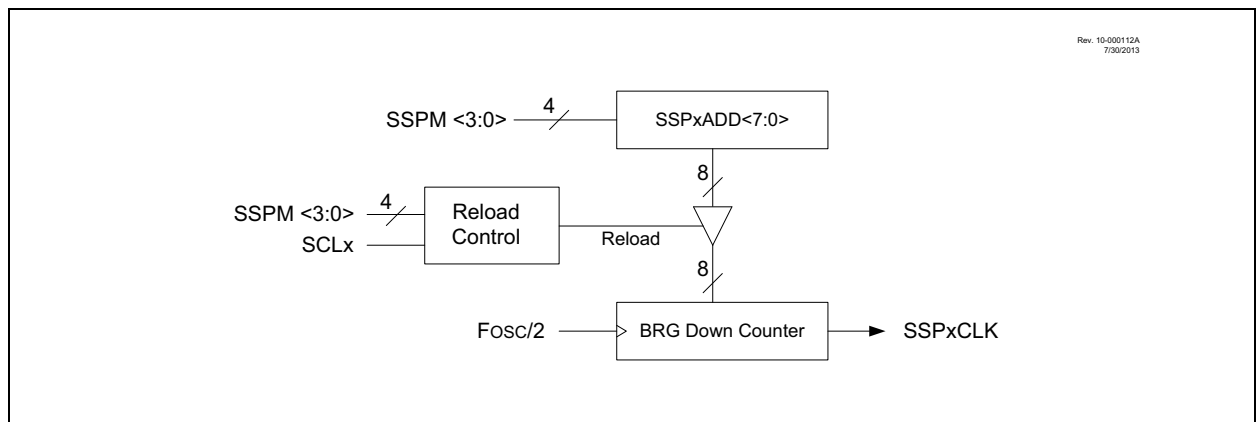 Rev. 10-000112A
7/30/2013
SSPM <3:0>
4
SSPxADD<7:0>
8
SSPM <3:0>
4
Reload
Control
SCLx
Reload
8
FOSC/2
BRG Down Counter
SSPxCLK